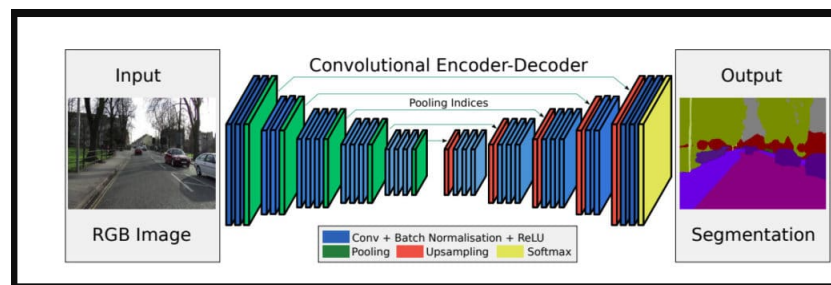 Input
RGB Image
Convolutional Encoder-Decoder
Pooling Indices
Conv + Batch Normalisation + ReLU
Pooling Upsampling Softmax
Output
Segmentation